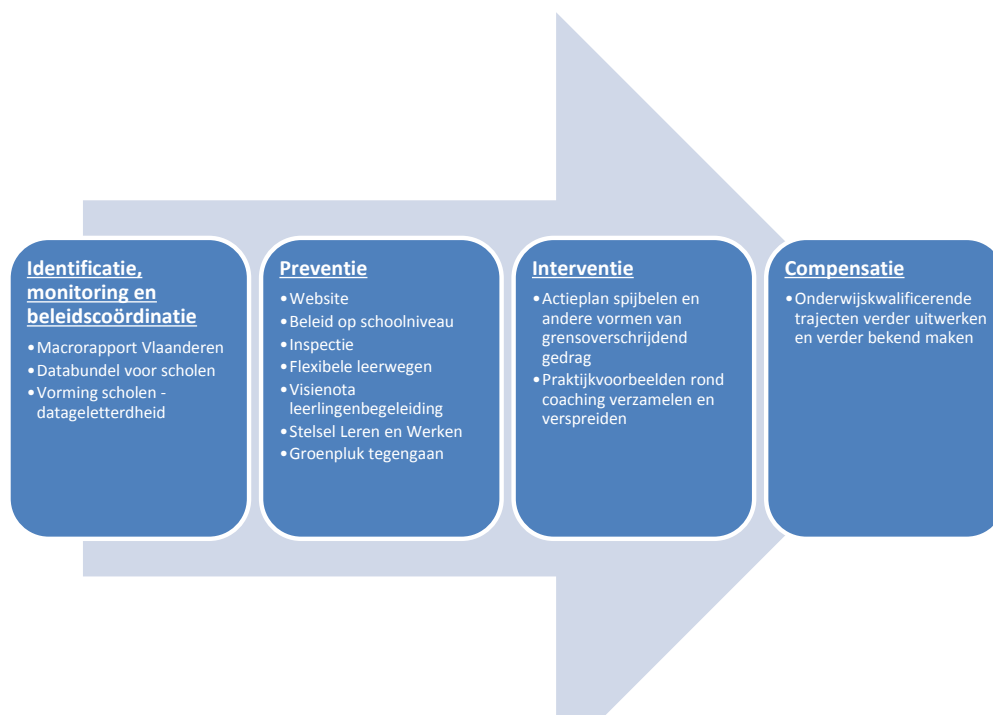 Identificatie,
monitoring en
beleidscoördinatie
•Macrorapport Vlaanderen
•Databundel voor scholen
•Vorming scholen -
datageletterdheid
Preventie
•Website
•Beleid op schoolniveau
•Inspectie
•Flexibele leerwegen
•Visienota
leerlingenbegeleiding
•Stelsel Leren en Werken
•Groenpluk tegengaan
Interventie
•Actieplan spijbelen en
andere vormen van
grensoverschrijdend
gedrag
•Praktijkvoorbeelden rond
coaching verzamelen en
verspreiden
Compensatie
•Onderwijskwalificerende
trajecten verder uitwerken
en verder bekend maken